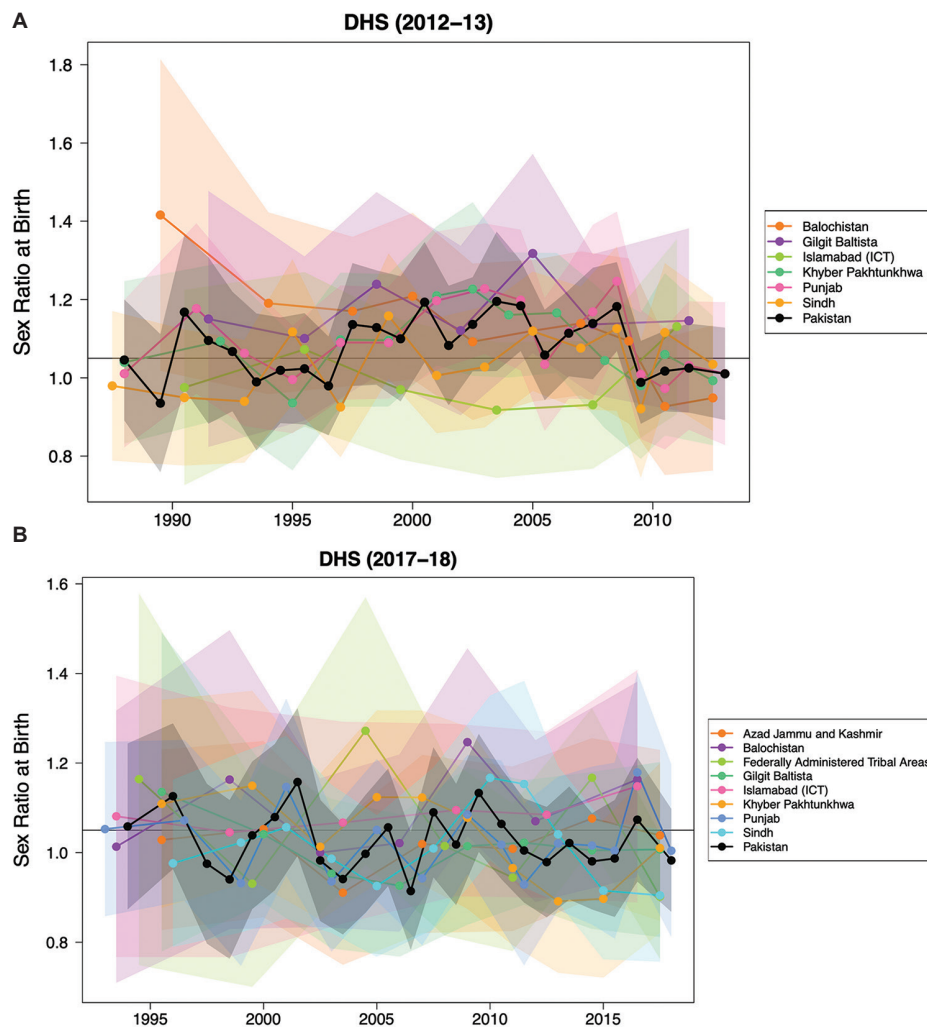 A
DHS (2012–13)
Sex Ratio at Birth
1.8
1.6
1.4
1.2
1.0
0.8
1990
1995
2000
2005
2010
Balochistan
Gilgit Baltista
Islamabad (ICT)
Khyber Pakhtunkhwa
Punjab
Sindh
Pakistan
B
DHS (2017–18)
Sex Ratio at Birth
1.6
1.4
1.2
1.0
0.8
1995
2000
2005
2010
2015
Azad Jammu and Kashmir
Balochistan
Federally Administered Tribal Areas
Gilgit Baltista
Islamabad (ICT)
Khyber Pakhtunkhwa
Punjab
Sindh
Pakistan